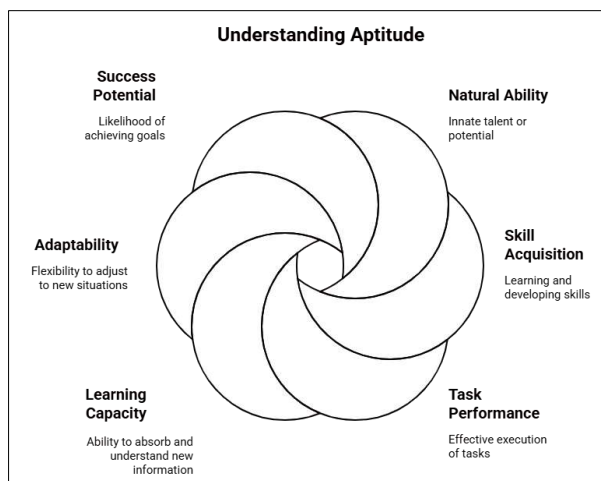 Understanding Aptitude
Success
Potential
Likelihood of
achieving goals
Natural Ability
Innate talent or
potential
Adaptability
Flexibility to adjust
to new situations
Skill
Acquisition
Learning and
developing skills
Learning
Capacity
Ability to absorb and
understand new
information
Task
Performance
Effective execution
of tasks